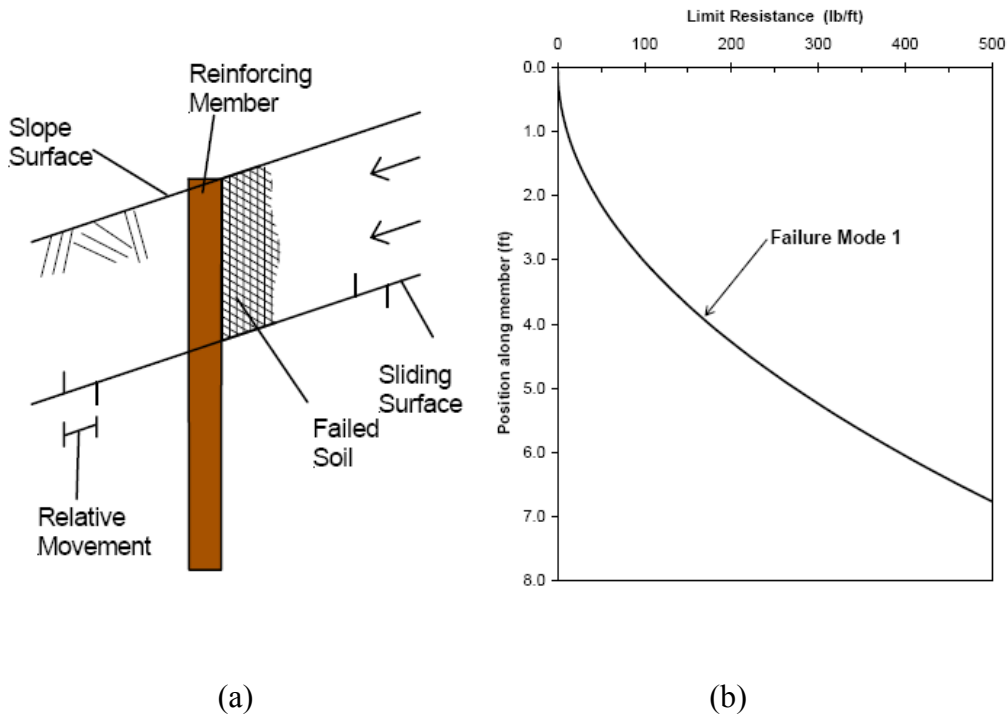 Reinforcing
Member
Slope
Surface
Sliding
Surface
Failed
Soil
Relative
Movement
(a)
Limit Resistance (lb/ft)
0 100 200 300 400 500
Position along member (ft)
0.0
1.0
2.0
3.0
4.0
5.0
6.0
7.0
8.0
Failure Mode 1
(b)